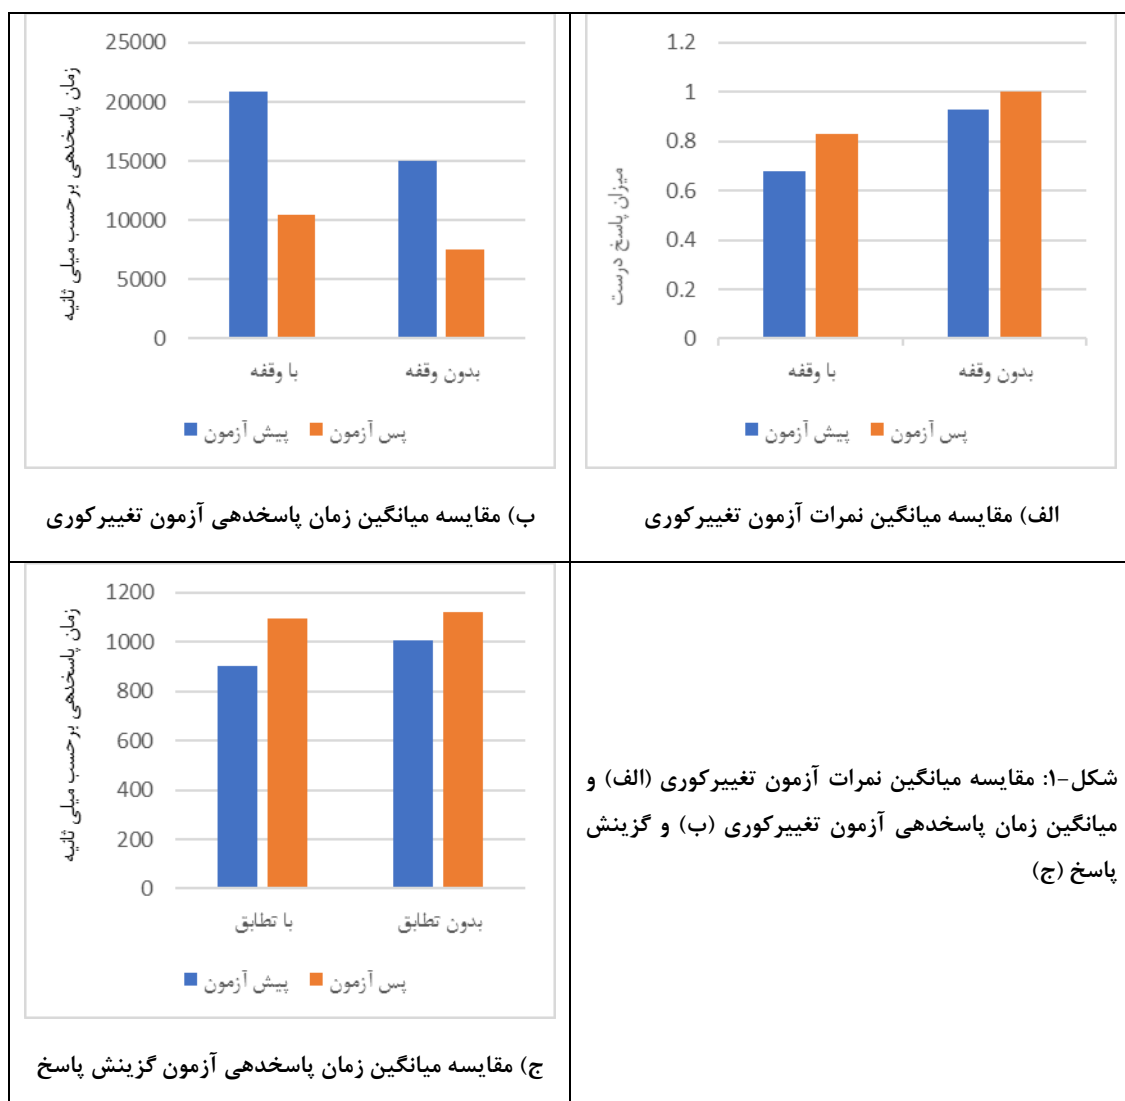 1.2
1
0.8
0.6
0.4
0.2
0
میزان پاسخ درست
با وقفه
بدون وقفه
پیش آزمون
پس آزمون
الف) مقایسه میانگین نمرات آزمون تغییرکوری
25000
20000
15000
10000
5000
0
زمان پاسخدهی برحسب میلی ثانیه
با وقفه
بدون وقفه
پیش آزمون
پس آزمون
ب) مقایسه میانگین زمان پاسخدهی آزمون تغییرکوری
شکل-۱: مقایسه میانگین نمرات آزمون تغییرکوری (الف) و
میانگین زمان پاسخدهی آزمون تغییرکوری (ب) و گزینش
پاسخ (ج)
1200
1000
800
600
400
200
0
زمان پاسخدهی برحسب میلی ثانیه
با تطابق
بدون تطابق
پیش آزمون
پس آزمون
ج) مقایسه میانگین زمان پاسخدهی آزمون گزینش پاسخ